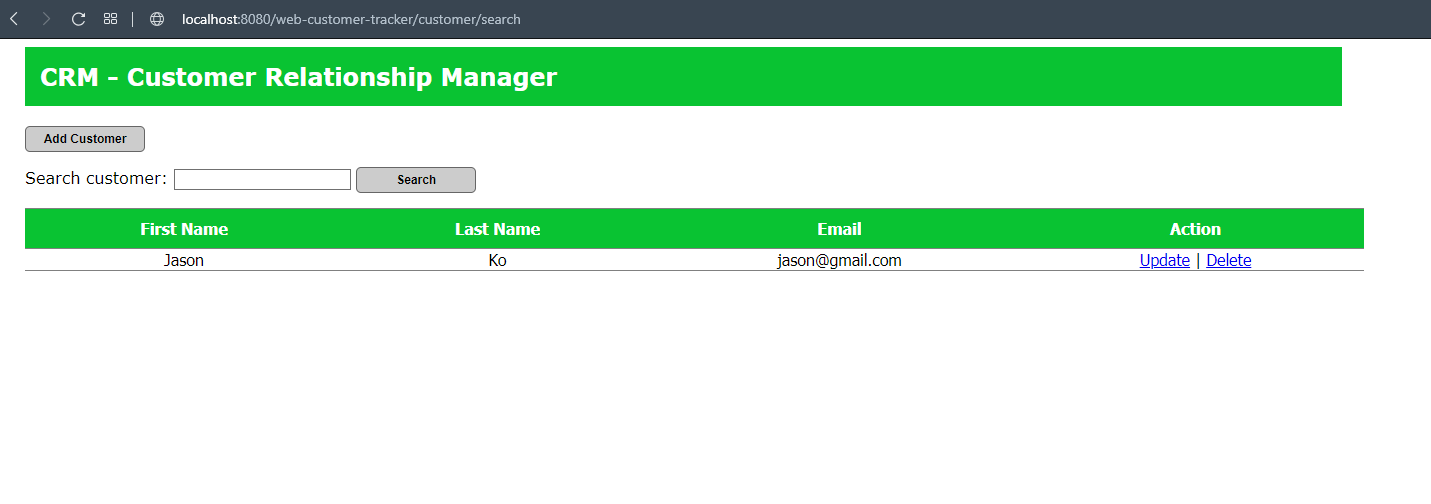 localhost:8080/web-customer-tracker/customer/search
CRM - Customer Relationship Manager
Add Customer
Search customer: Search
First Name Last Name Email Action
Jason Ko jason@gmail.com Update | Delete